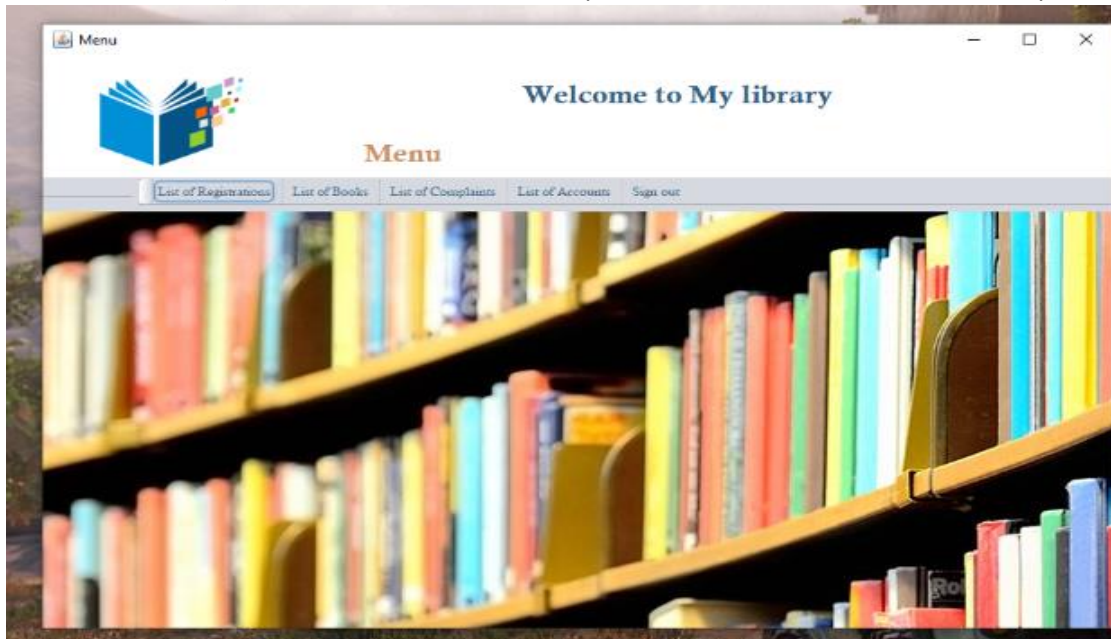 Menu
Welcome to My library
Menu
List of Registrations List of Books List of Complaints List of Accounts Sign out